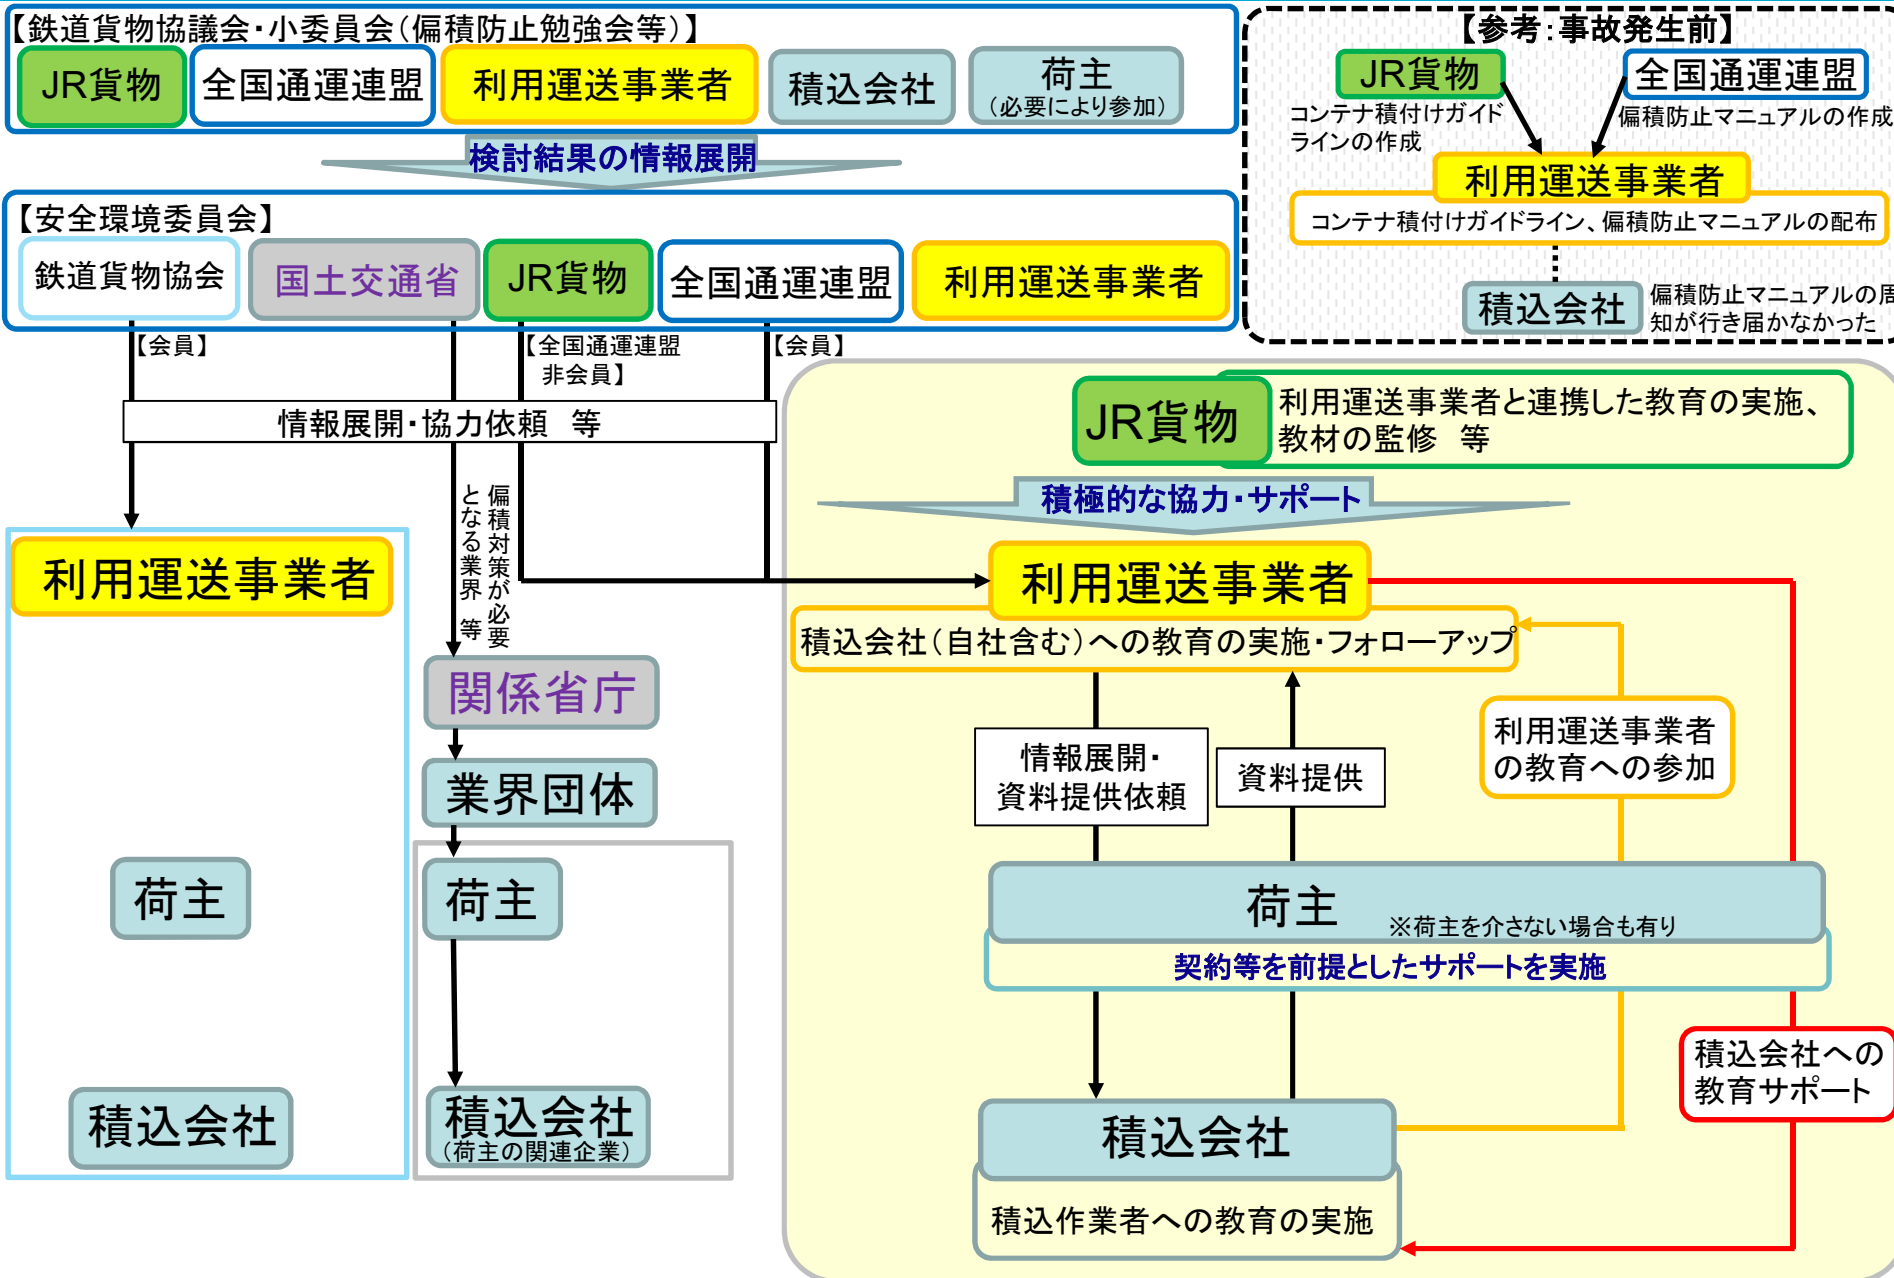 【鉄道貨物協議会・小委員会(偏積防止勉強会等)】
JR貨物
全国通運連盟
利用運送事業者
積込会社
荷主
(必要により参加)
検討結果の情報展開
【安全環境委員会】
鉄道貨物協会
国土交通省
JR貨物
全国通運連盟
利用運送事業者
【会員】
【全国通運連盟
非会員】
【会員】
情報展開・協力依頼 等
偏積対策が必要
となる業界 等
利用運送事業者
荷主
積込会社
関係省庁
業界団体
荷主
積込会社
(荷主の関連企業)
【参考:事故発生前】
JR貨物
全国通運連盟
コンテナ積付けガイド
ラインの作成
偏積防止マニュアルの作成
利用運送事業者
コンテナ積付けガイドライン、偏積防止マニュアルの配布
積込会社
偏積防止マニュアルの周
知が行き届かなかった
JR貨物
利用運送事業者と連携した教育の実施、
教材の監修 等
積極的な協力・サポート
利用運送事業者
積込会社(自社含む)への教育の実施・フォローアップ
情報展開・
資料提供依頼
資料提供
利用運送事業者
の教育への参加
荷主
※荷主を介さない場合も有り
契約等を前提としたサポートを実施
積込会社への
教育サポート
積込会社
積込作業者への教育の実施